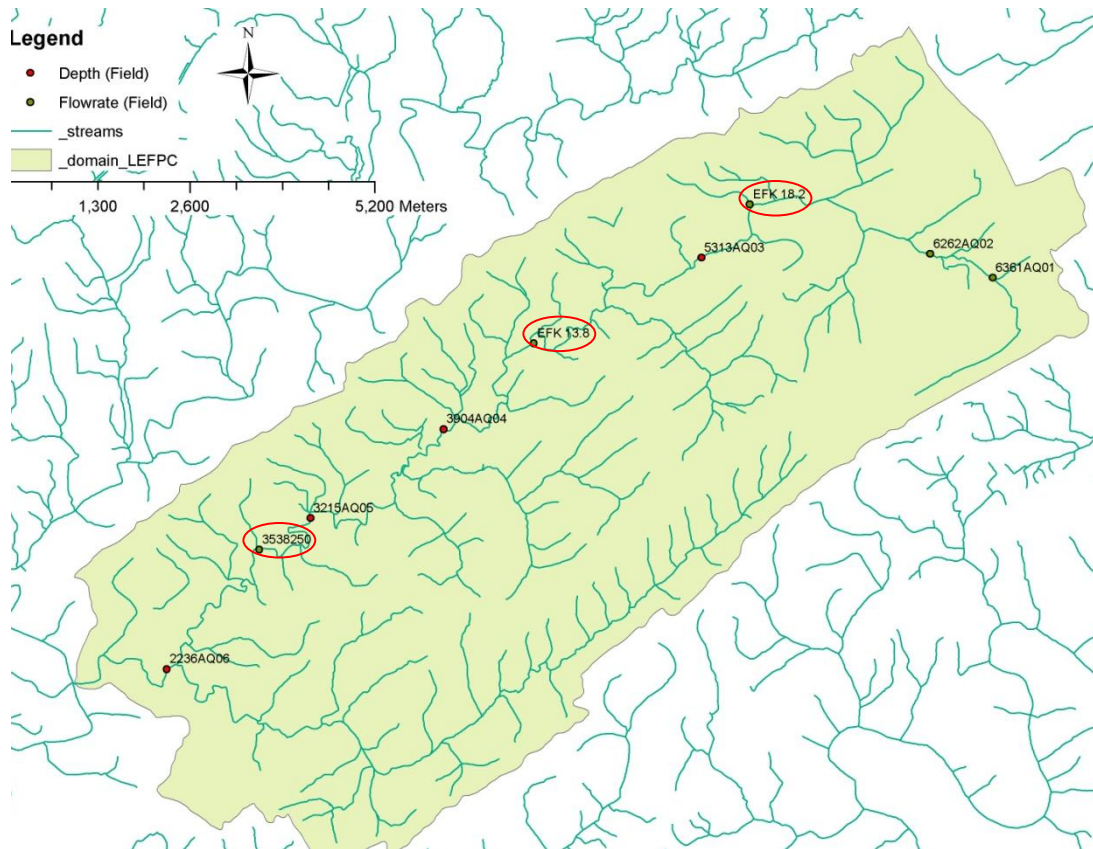 Legend
N
Depth (Field)
Flowrate (Field)
_streams
_domain_LEFPC
1,300 2,600 5,200 Meters
EFK 18.2
5313AQ03
6262AQ02
6361AQ01
EFK 13.8
3904AQ04
3215AQ05
3538250
2236AQ06